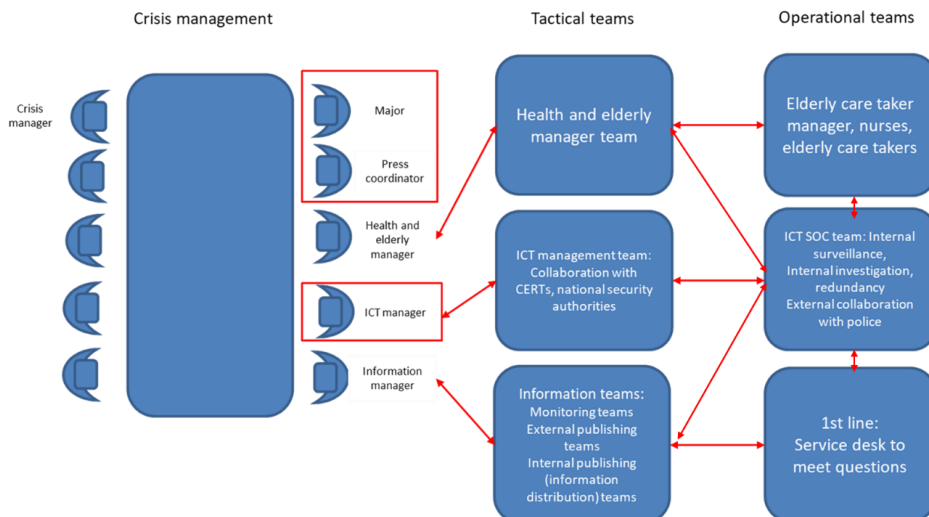 Crisis management
Tactical teams
Operational teams
Crisis
manager
Major
Press
coordinator
Health and
elderly
manager
ICT manager
Information
manager
Health and elderly
manager team
ICT management team:
Collaboration with
CERTs, national security
authorities
Information teams:
Monitoring teams
External publishing
teams
Internal publishing
(information
distribution) teams
Elderly care taker
manager, nurses,
elderly care takers
ICT SOC team: Internal
surveillance,
Internal investigation,
redundancy
External collaboration
with police
1st line:
Service desk to
meet questions